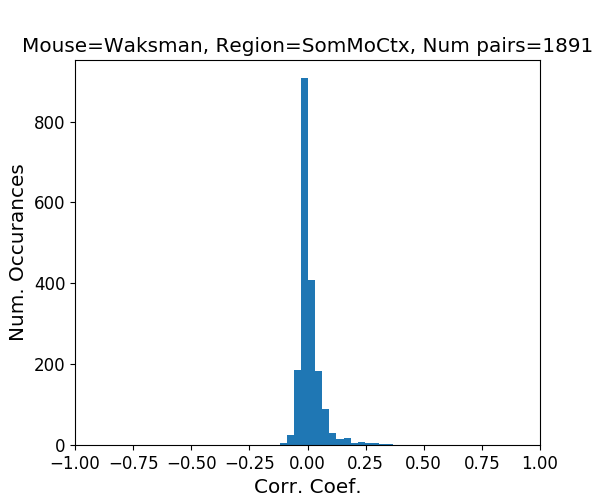 Mouse=Waksman, Region=SomMoCtx, Num pairs=1891
Num. Occurances
800
600
400
200
0
−1.00 −0.75 −0.50 −0.25 0.00 0.25 0.50 0.75 1.00
Corr. Coef.